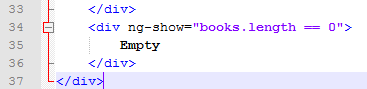 33 </div>
34 <div ng-show="books.length == 0">
35 Empty
36 </div>
37 </div>